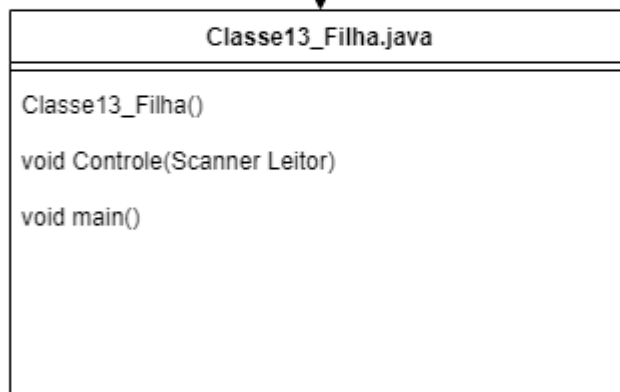 Classe13_Filha.java
Classe13_Filha()
void Controle(Scanner Leitor)
void main()